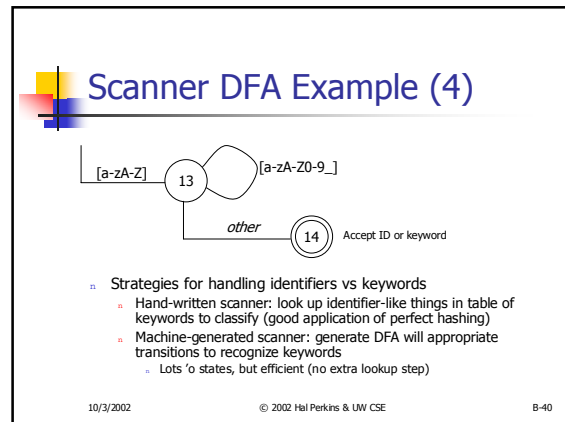 Scanner DFA Example (4)
[a-zA-Z]
13
[a-zA-Z0-9_]
other
14
Accept ID or keyword
n Strategies for handling identifiers vs keywords
n Hand-written scanner: look up identifier-like things in table of
keywords to classify (good application of perfect hashing)
n Machine-generated scanner: generate DFA will appropriate
transitions to recognize keywords
n Lots ’o states, but efficient (no extra lookup step)
10/3/2002
© 2002 Hal Perkins & UW CSE
B-40